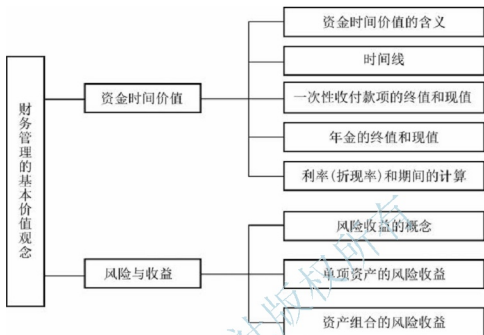 财务管理的基本价值观念
资金时间价值
资金时间价值的含义
时间线
一次性收付款项的终值和现值
年金的终值和现值
利率(折现率)和期间的计算
风险与收益
风险收益的概念
单项资产的风险收益
资产组合的风险收益
版权所有